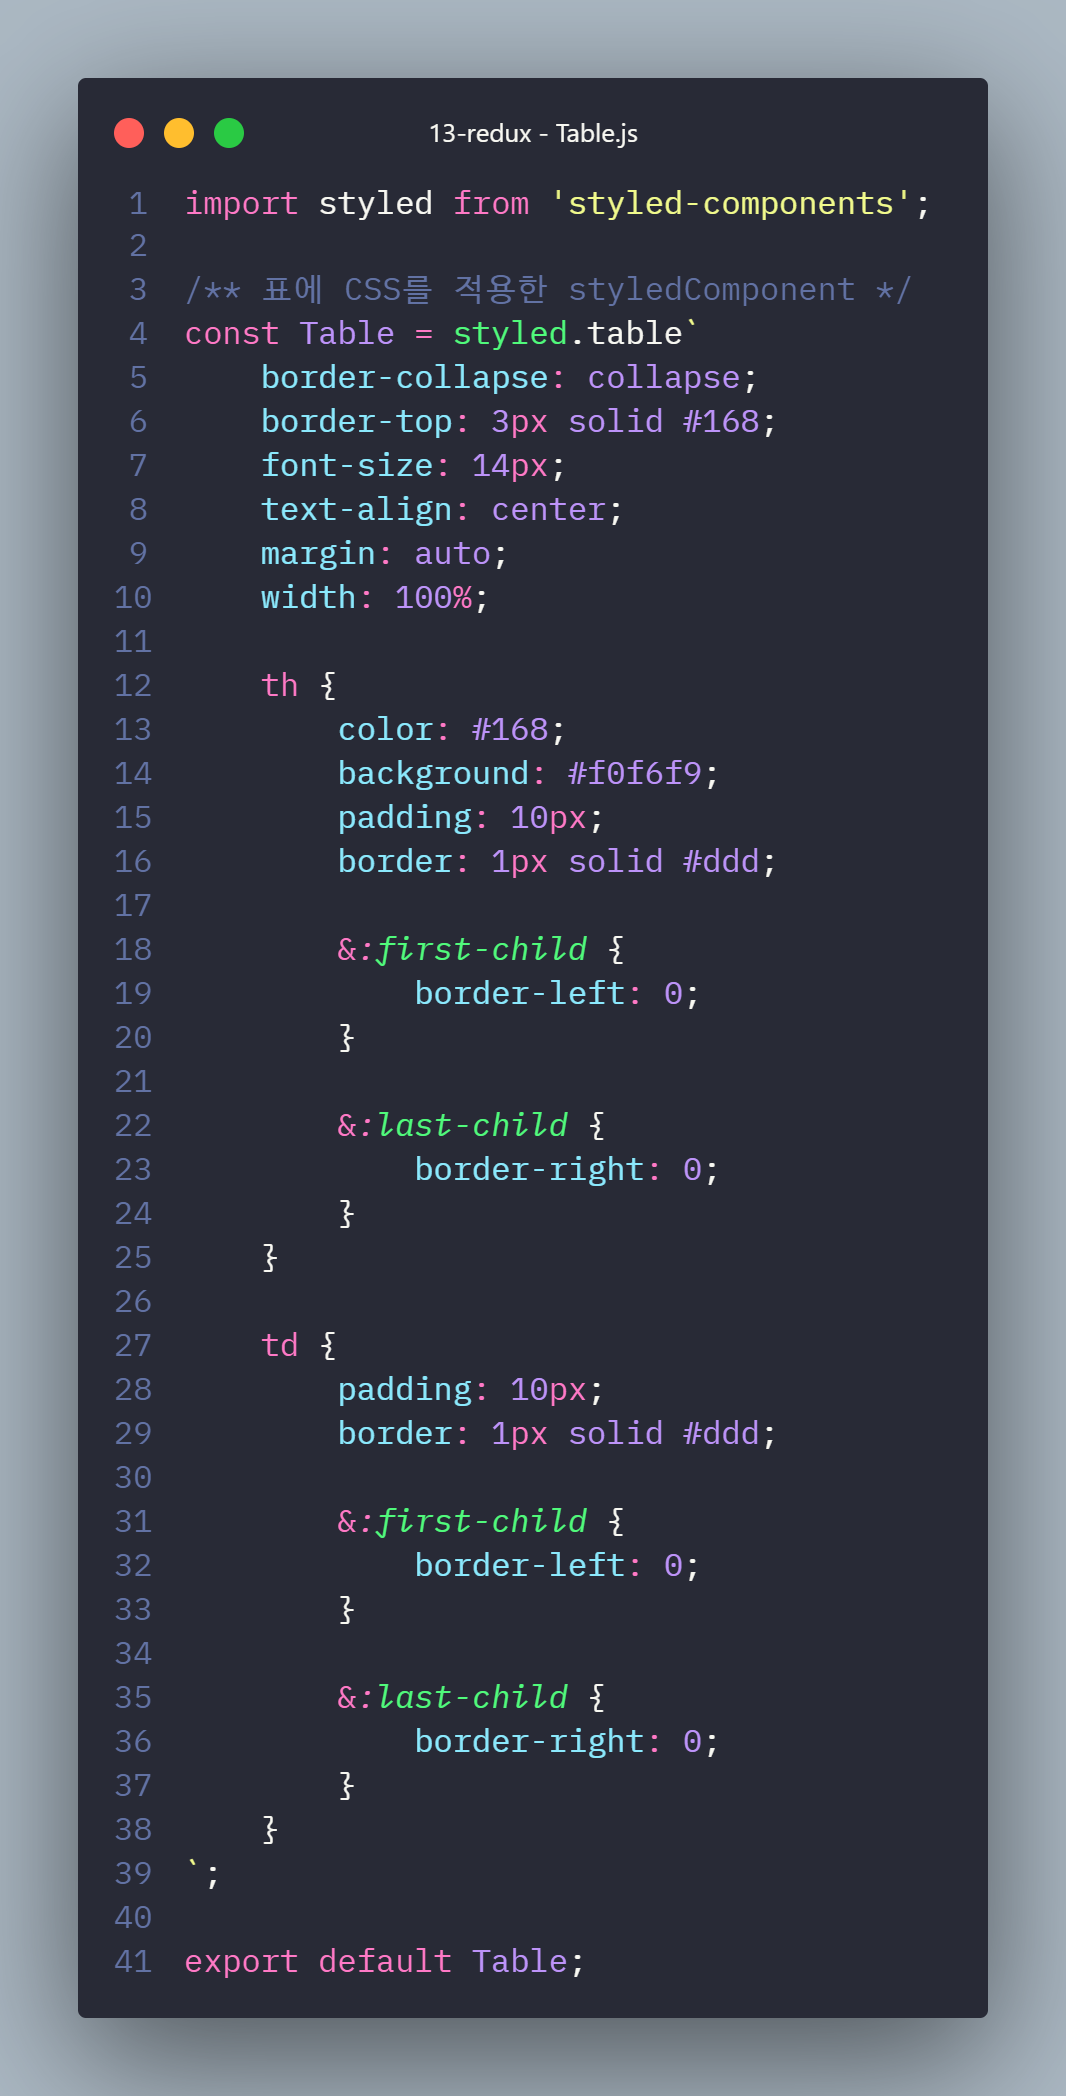 13-redux - Table.js
1 import styled from 'styled-components';
2
3 /** 표에 CSS를 적용한 styledComponent */
4 const Table = styled.table`
5     border-collapse: collapse;
6     border-top: 3px solid #168;
7     font-size: 14px;
8     text-align: center;
9     margin: auto;
10     width: 100%;
11
12     th {
13         color: #168;
14         background: #f0f6f9;
15         padding: 10px;
16         border: 1px solid #ddd;
17
18         &:first-child {
19             border-left: 0;
20         }
21
22         &:last-child {
23             border-right: 0;
24         }
25     }
26
27     td {
28         padding: 10px;
29         border: 1px solid #ddd;
30
31         &:first-child {
32             border-left: 0;
33         }
34
35         &:last-child {
36             border-right: 0;
37         }
38     }
39 `;
40
41 export default Table;